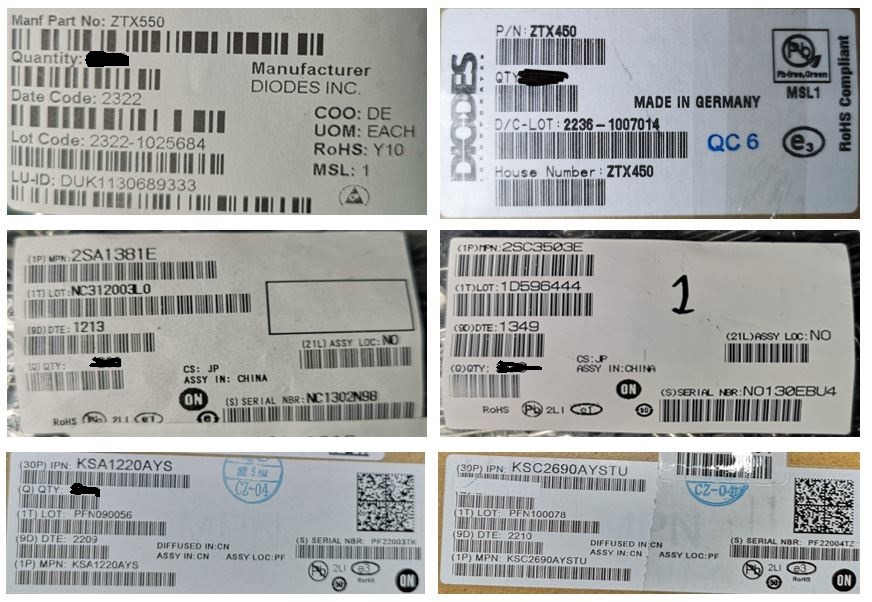 Manf Part No: ZTX550
Quantity:
Manufacturer
DIODES INC.
Date Code: 2322
COO: DE
UOM: EACH
Lot Code: 2322-1025684
RoHS: Y10
MSL: 1
LU-ID: DUK1130689333
P/N: ZTX450
QTY
DIODES
Pb
Pb-free, Green
MSL1
RoHS Compliant
MADE IN GERMANY
D/C-LOT: 2236-1007014
QC 6
e3
House Number: ZTX450
(1P) MPN: 2SA1381E
(1T) LOT: NC312003L0
(9D) DTE: 1213
(21L) ASSY LOC: NO
(Q) QTY:
CS: JP
ASSY IN: CHINA
ON
(S) SERIAL NBR: NC1302N98
RoHS Pb 2LI e1
(1P)MPN: 2SC3503E
(1T)LOT: 1D596444
1
(9D)DTE: 1349
(21L)ASSY LOC: NO
(Q)QTY:
CS: JP
ASSY IN: CHINA
ON
(S)SERIAL NBR: NO130EBU4
RoHS Pb 2LI e1 50
(30P) IPN: KSA1220AYS
CZ-04
(Q) QTY:
(1T) LOT: PFN090056
(9D) DTE: 2209
DIFFUSED IN: CN
(S) SERIAL NBR: PF22003TK
ASSY IN: CN
ASSY LOC: PF
(1P) MPN: KSA1220AYS
Pb 2LI e3
50 RoHS
ON
(30P) IPN: KSC2690AYSTU
CZ-04
(1T) LOT: PFN100078
(9D) DTE: 2210
DIFFUSED IN: CN
(S) SERIAL NBR: PF22004TZ
ASSY IN: CN
ASSY LOC: PF
(1P) MPN: KSC2690AYSTU
Pb 2LI e3
50 RoHS
ON